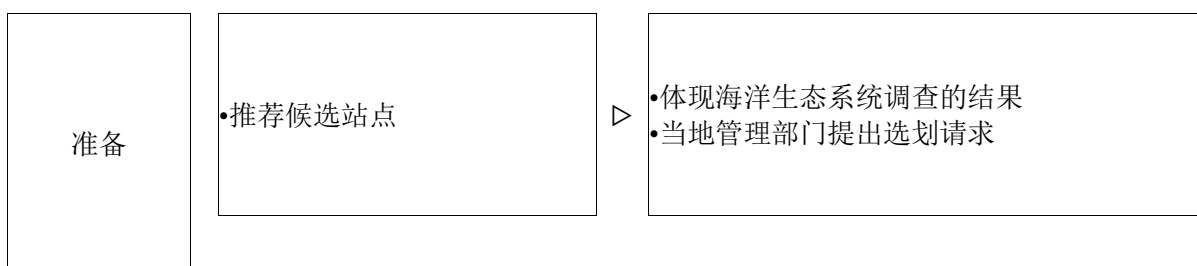 准备
•推荐候选站点
▷
•体现海洋生态系统调查的结果
•当地管理部门提出选划请求